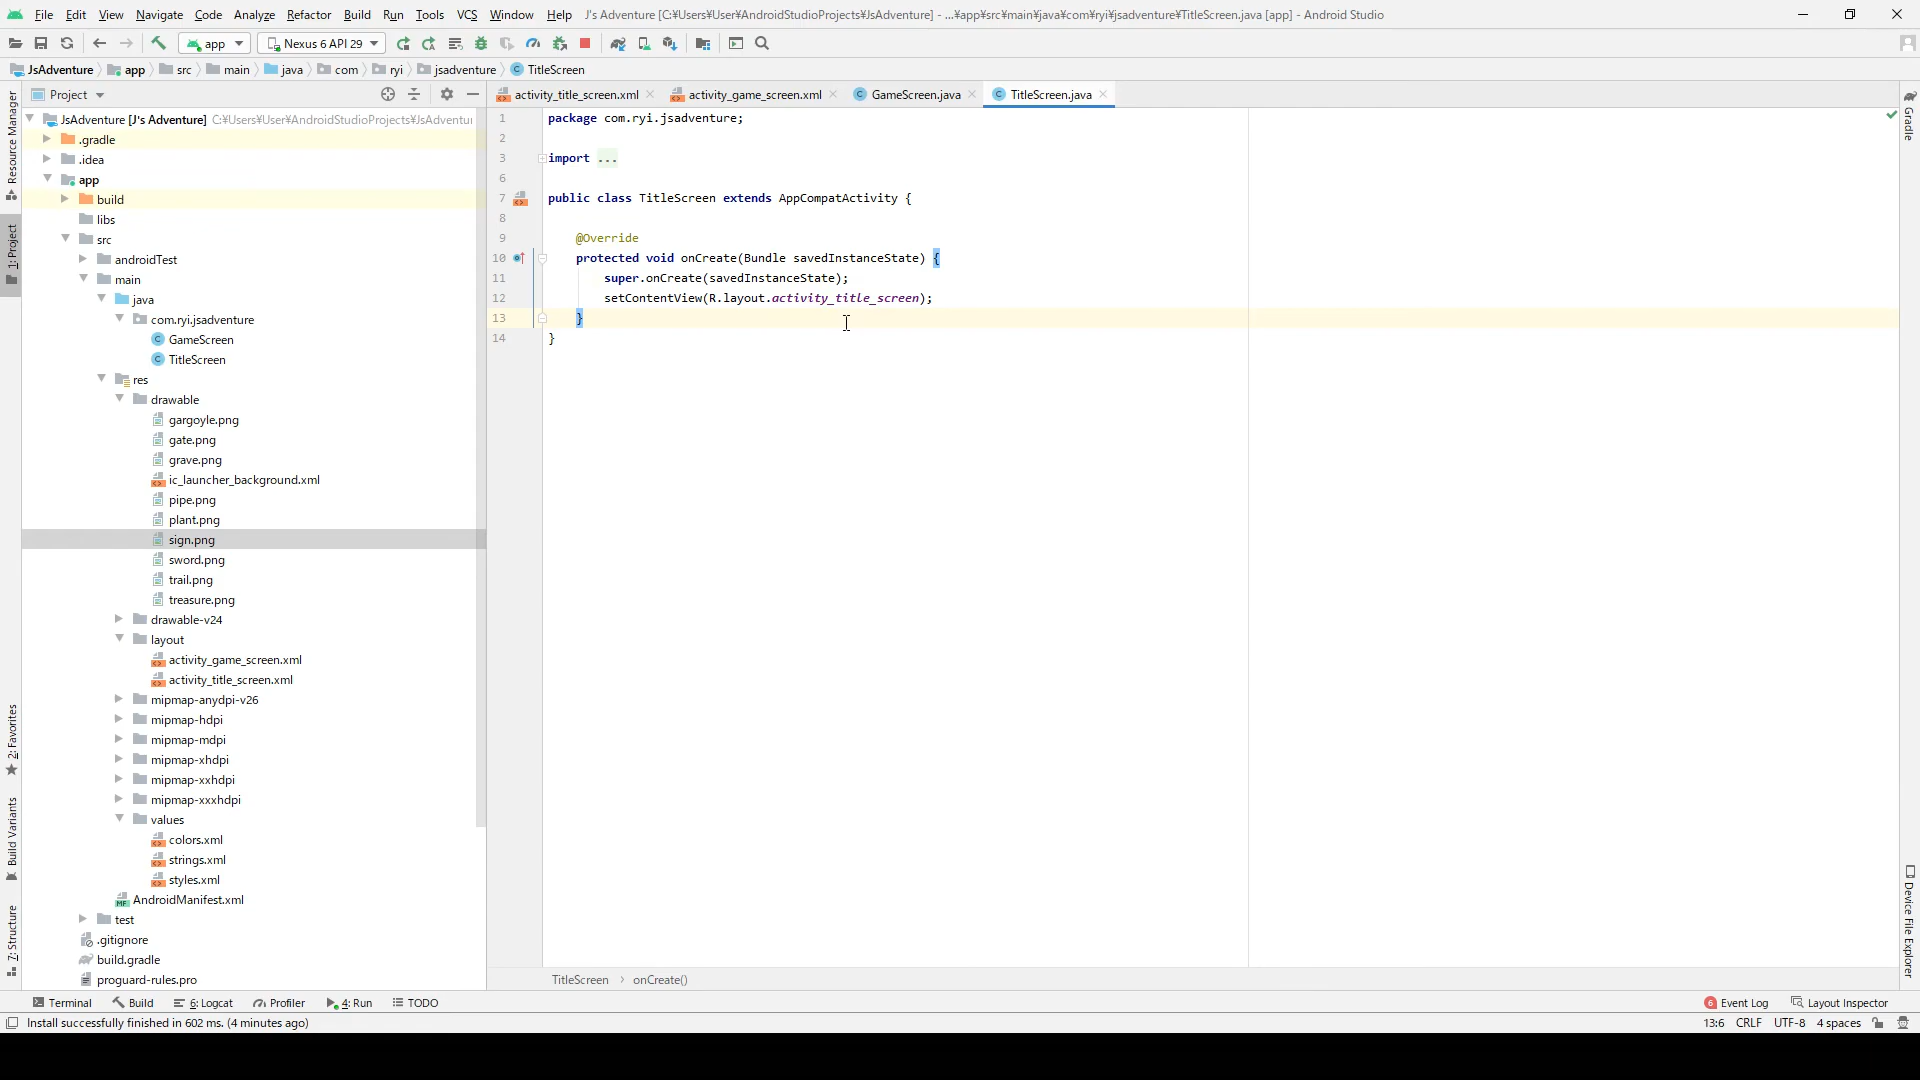 File Edit View Navigate Code Analyze Refactor Build Run Tools VCS Window Help J's Adventure [C:¥Users¥User¥AndroidStudioProjects¥JsAdventure] - ...¥app¥src¥main¥java¥com¥ryi¥jsadventure¥TitleScreen.java [app] - Android Studio
app Nexus 6 API 29
JsAdventure app src main java com ryi jsadventure TitleScreen
Project
activity_title_screen.xml activity_game_screen.xml GameScreen.java TitleScreen.java
JsAdventure [J's Adventure] C:¥Users¥User¥AndroidStudioProjects¥JsAdventur
.gradle
.idea
app
build
libs
src
androidTest
main
java
com.ryi.jsadventure
GameScreen
TitleScreen
res
drawable
gargoyle.png
gate.png
grave.png
ic_launcher_background.xml
pipe.png
plant.png
sign.png
sword.png
trail.png
treasure.png
drawable-v24
layout
activity_game_screen.xml
activity_title_screen.xml
mipmap-anydpi-v26
mipmap-hdpi
mipmap-mdpi
mipmap-xhdpi
mipmap-xxhdpi
mipmap-xxxhdpi
values
colors.xml
strings.xml
styles.xml
AndroidManifest.xml
test
.gitignore
build.gradle
proguard-rules.pro
Resource Manager
1: Project
2: Favorites
Build Variants
7: Structure
1 package com.ryi.jsadventure;
2
3 import ...
6
7 public class TitleScreen extends AppCompatActivity {
8
9 @Override
10 protected void onCreate(Bundle savedInstanceState) {
11 super.onCreate(savedInstanceState);
12 setContentView(R.layout.activity_title_screen);
13 }
14 }
TitleScreen onCreate()
Gradle
Device File Explorer
Terminal Build 6: Logcat Profiler 4: Run TODO 6 Event Log Layout Inspector
Install successfully finished in 602 ms. (4 minutes ago) 13:6 CRLF UTF-8 4 spaces